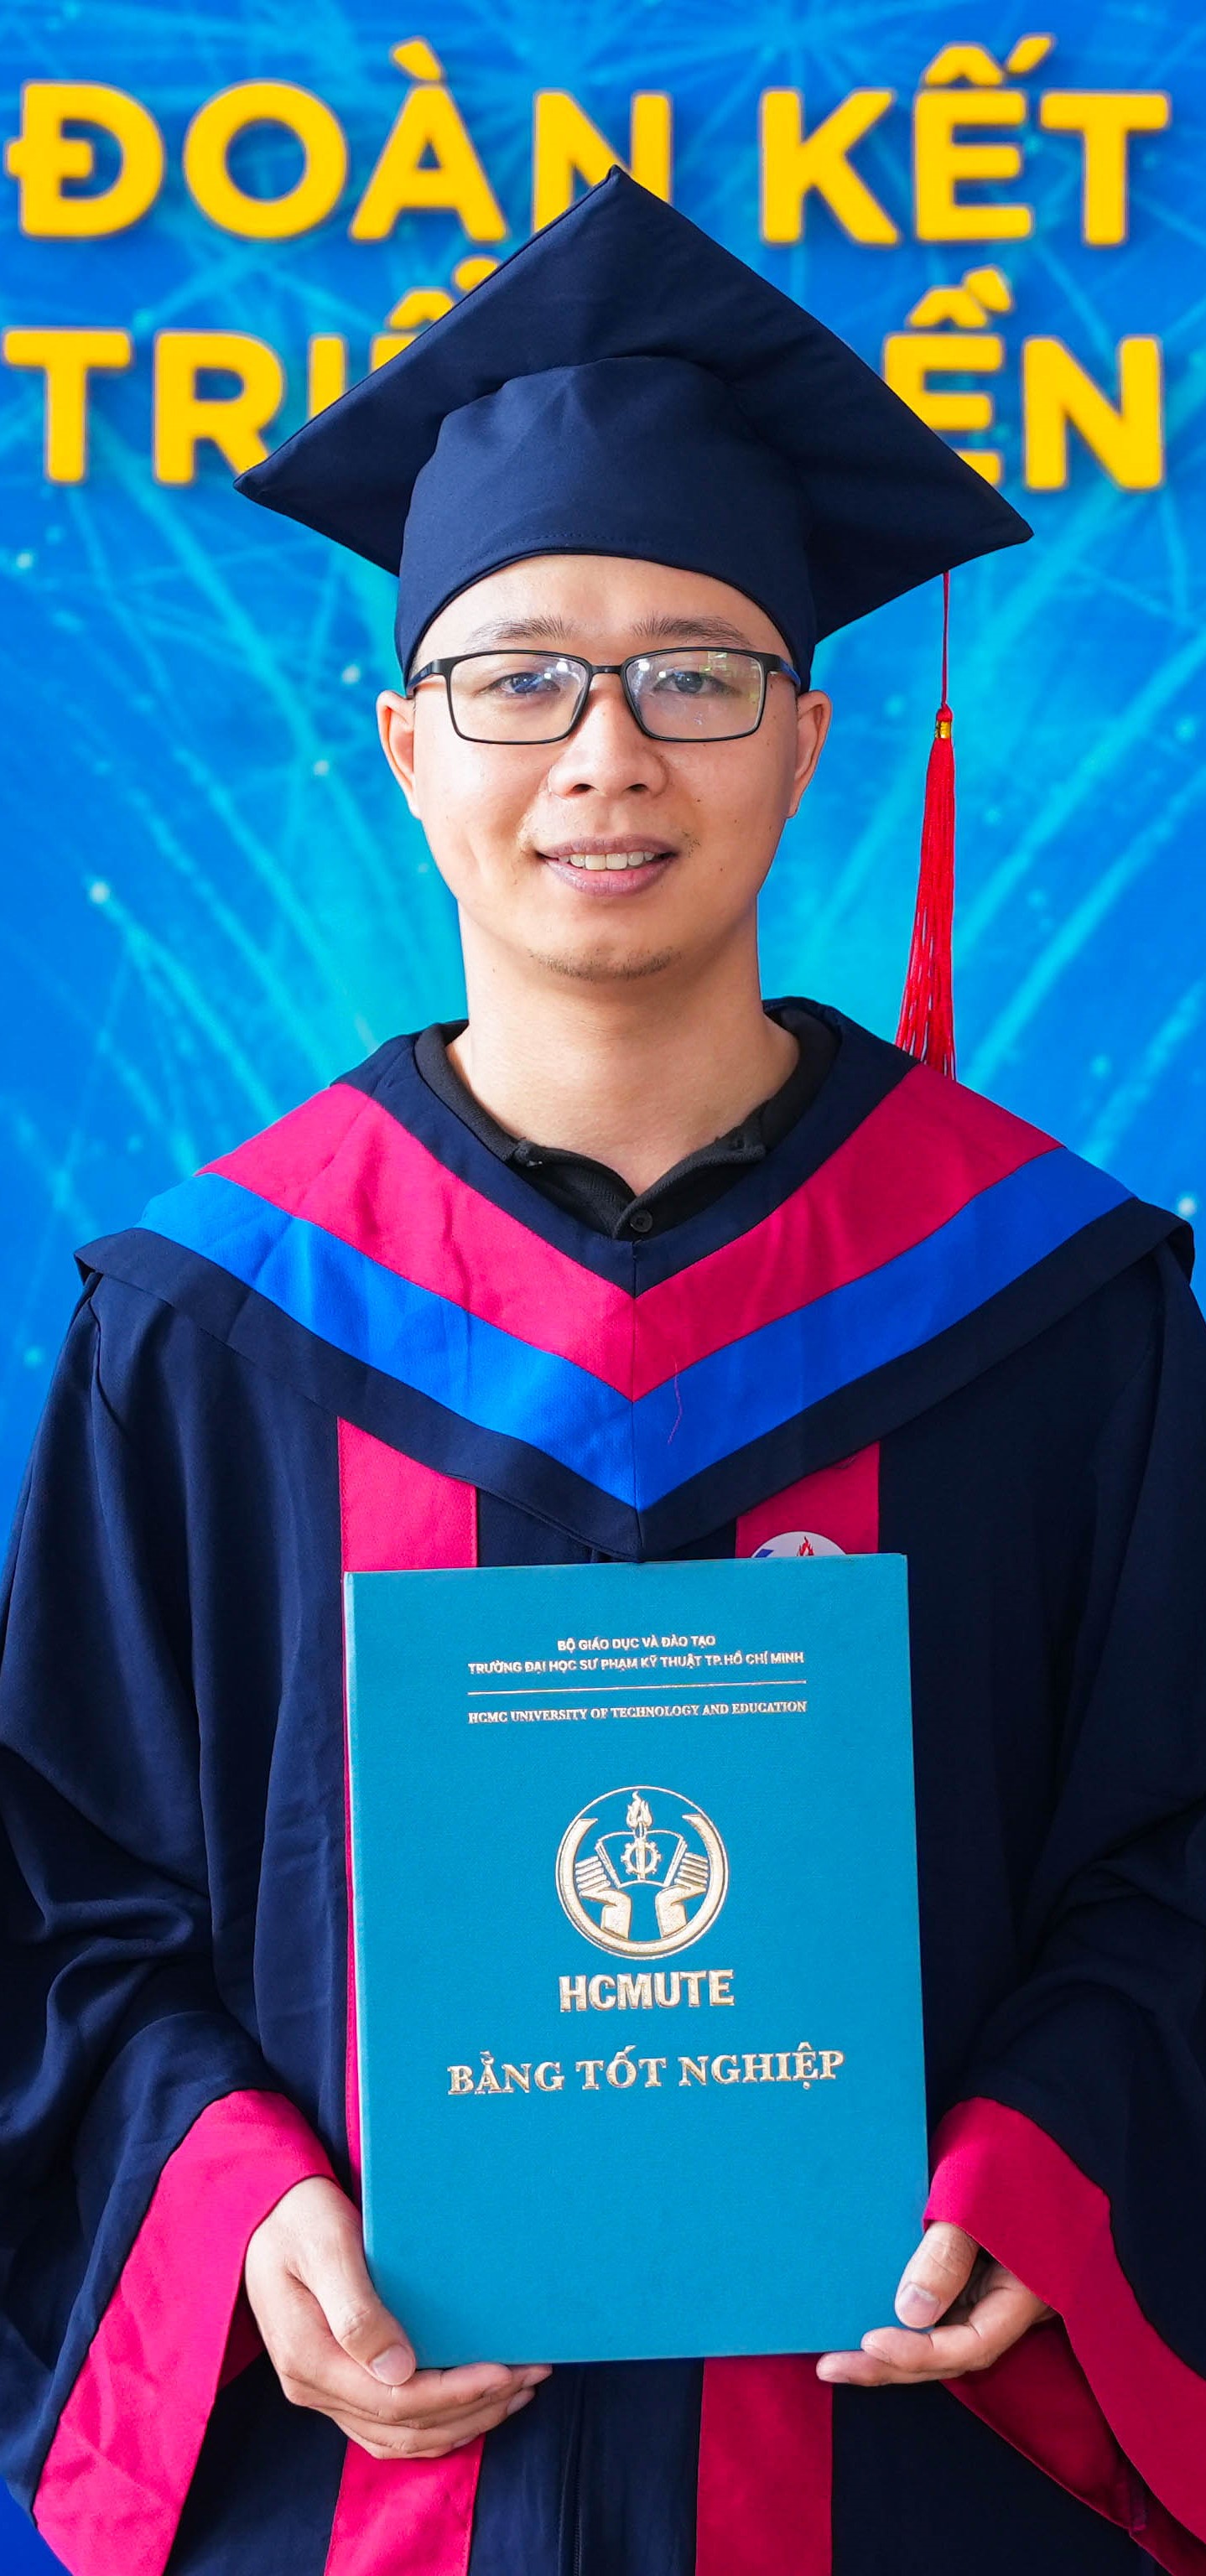 ĐOÀN KẾT
BỘ GIÁO DỤC VÀ ĐÀO TẠO
TRƯỜNG ĐẠI HỌC SƯ PHẠM KỸ THUẬT TP.HỒ CHÍ MINH
HCMC UNIVERSITY OF TECHNOLOGY AND EDUCATION
HCMUTE
BẰNG TỐT NGHIỆP